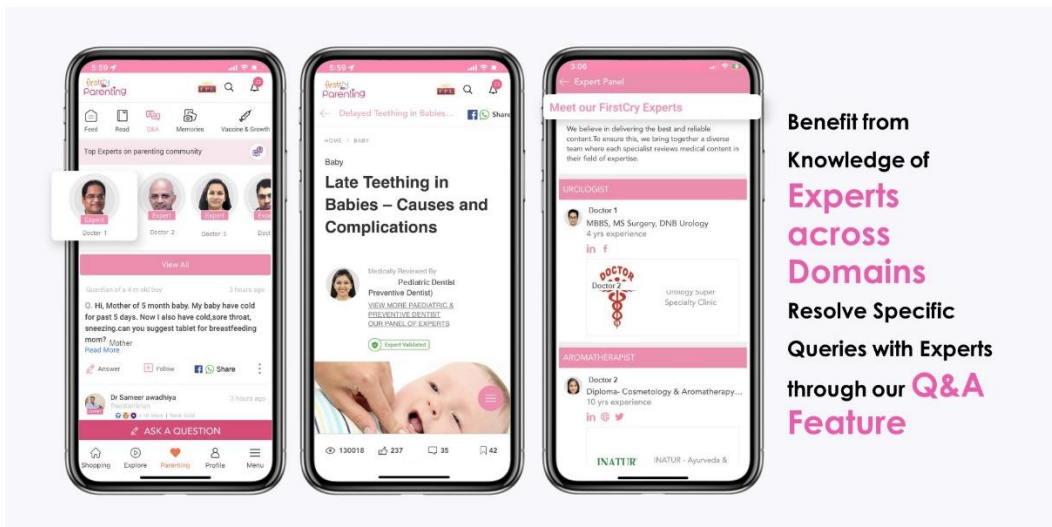 5:59
firstcry
Parenting
FPT
23
Feed
Read
Q&A
Memories
Vaccine & Growth
Top Experts on parenting community
Expert
Expert
Expert
Doctor 1
Doctor 2
Doctor 3
View All
Guardian of a 4 m old boy
3 hours ago
Q. Hi, Mother of 5 month baby. My baby have cold
for past 5 days. Now I also have cold,sore throat,
sneezing.can you suggest tablet for breastfeeding
mom?
Mother
Read More
Answer
Follow
Share
Dr Sameer awadhiya
3 hours ago
ASK A QUESTION
Shopping
Explore
Parenting
Profile
Menu
5:59
firstcry
Parenting
FPT
23
Delayed Teething in Babies...
Share
HOME > BABY
Baby
Late Teething in
Babies – Causes and
Complications
Medically Reviewed By
Pediatric Dentist
Preventive Dentist)
VIEW MORE PAEDIATRIC &
PREVENTIVE DENTIST
OUR PANEL OF EXPERTS
Expert Validated
130018
237
35
42
3:06
Expert Panel
Meet our FirstCry Experts
We believe in delivering the best and reliable
content.To ensure this, we bring together a diverse
team where each specialist reviews medical content in
their field of expertise.
UROLOGIST
Doctor 1
MBBS, MS Surgery, DNB Urology
4 yrs experience
DOCTOR
Doctor 2
Urology Super
Specialty Clinic
AROMATHERAPIST
Doctor 2
Diploma- Cosmetology & Aromatherapy...
10 yrs experience
INATUR
INATUR - Ayurveda &
Benefit from
Knowledge of
Experts
across
Domains
Resolve Specific
Queries with Experts
through our Q&A
Feature